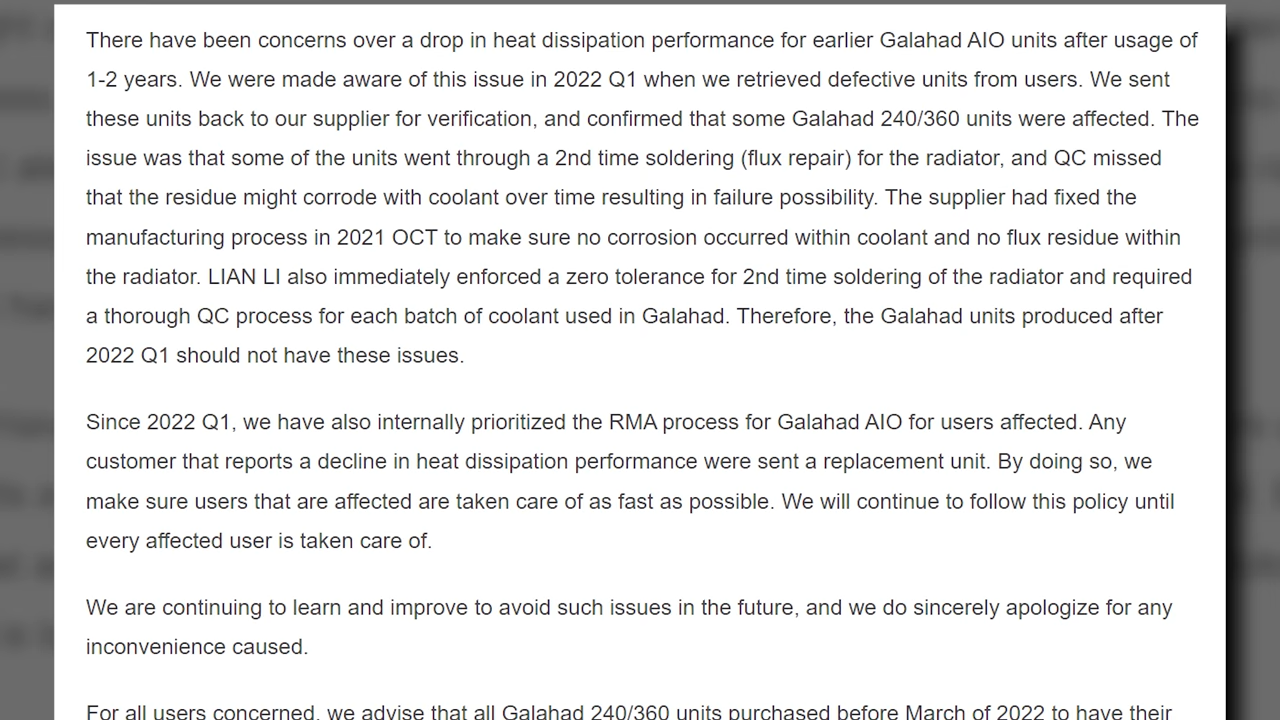 There have been concerns over a drop in heat dissipation performance for earlier Galahad AIO units after usage of
1-2 years. We were made aware of this issue in 2022 Q1 when we retrieved defective units from users. We sent
these units back to our supplier for verification, and confirmed that some Galahad 240/360 units were affected. The
issue was that some of the units went through a 2nd time soldering (flux repair) for the radiator, and QC missed
that the residue might corrode with coolant over time resulting in failure possibility. The supplier had fixed the
manufacturing process in 2021 OCT to make sure no corrosion occurred within coolant and no flux residue within
the radiator. LIAN LI also immediately enforced a zero tolerance for 2nd time soldering of the radiator and required
a thorough QC process for each batch of coolant used in Galahad. Therefore, the Galahad units produced after
2022 Q1 should not have these issues.
Since 2022 Q1, we have also internally prioritized the RMA process for Galahad AIO for users affected. Any
customer that reports a decline in heat dissipation performance were sent a replacement unit. By doing so, we
make sure users that are affected are taken care of as fast as possible. We will continue to follow this policy until
every affected user is taken care of.
We are continuing to learn and improve to avoid such issues in the future, and we do sincerely apologize for any
inconvenience caused.
For all users concerned, we advise that all Galahad 240/360 units purchased before March of 2022 to have their